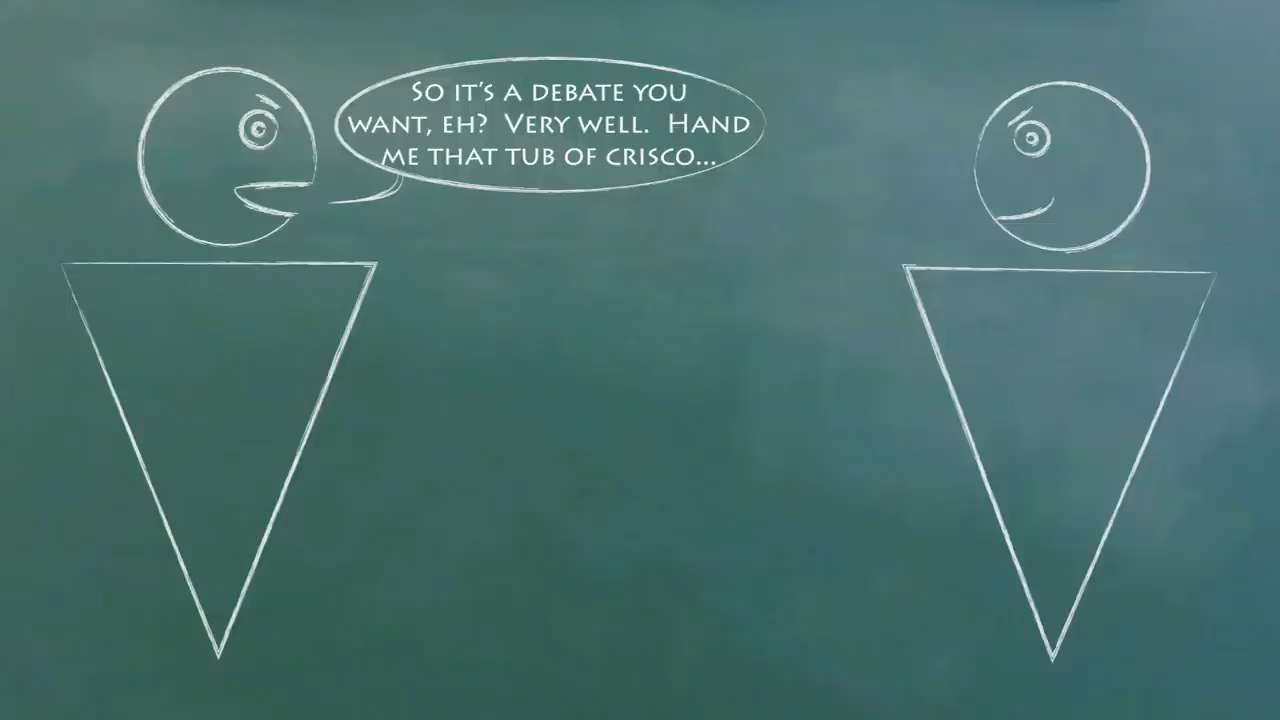 So it's a debate you
want, eh?  Very well.  Hand
me that tub of crisco...